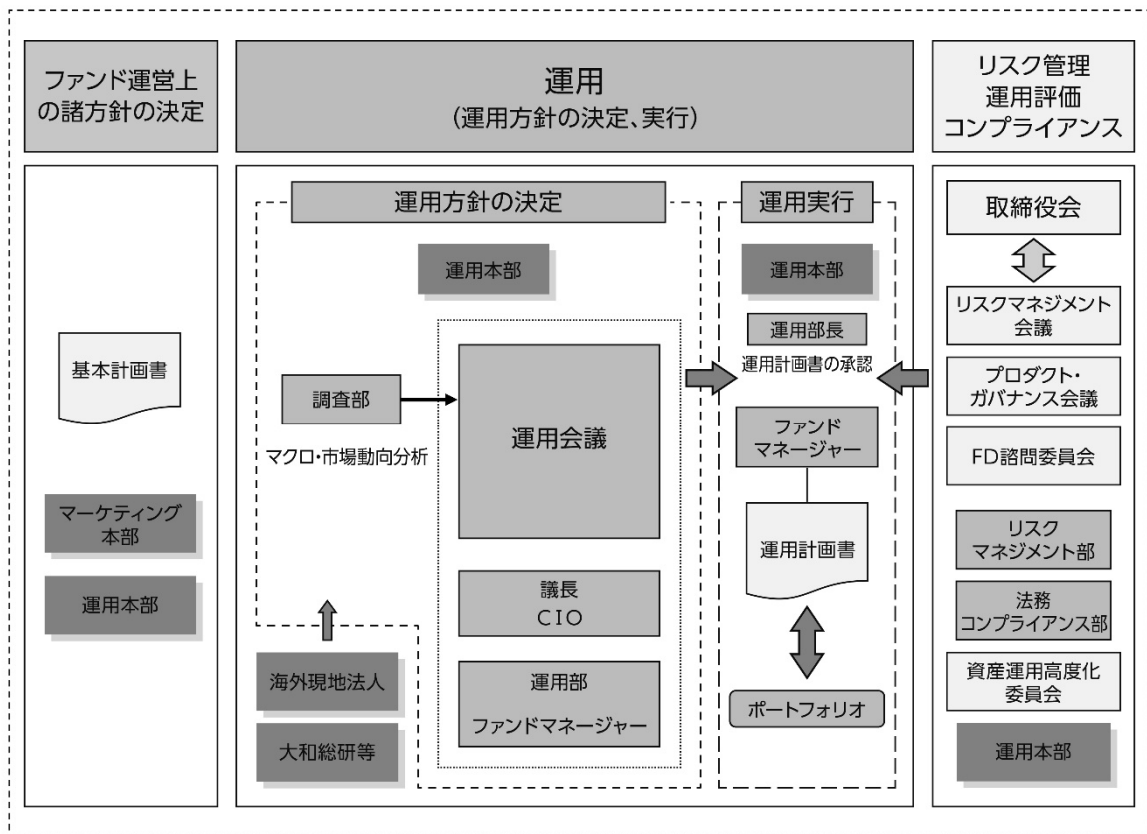 ファンド運営上
の諸方針の決定
運用
(運用方針の決定、実行)
リスク管理
運用評価
コンプライアンス
基本計画書
マーケティング
本部
運用本部
運用方針の決定
運用本部
調査部
マクロ・市場動向分析
運用会議
議長
CIO
運用部
ファンドマネージャー
海外現地法人
大和総研等
運用実行
運用本部
運用部長
運用計画書の承認
ファンド
マネージャー
運用計画書
ポートフォリオ
取締役会
リスクマネジメント
会議
プロダクト・
ガバナンス会議
FD諮問委員会
リスク
マネジメント部
法務
コンプライアンス部
資産運用高度化
委員会
運用本部